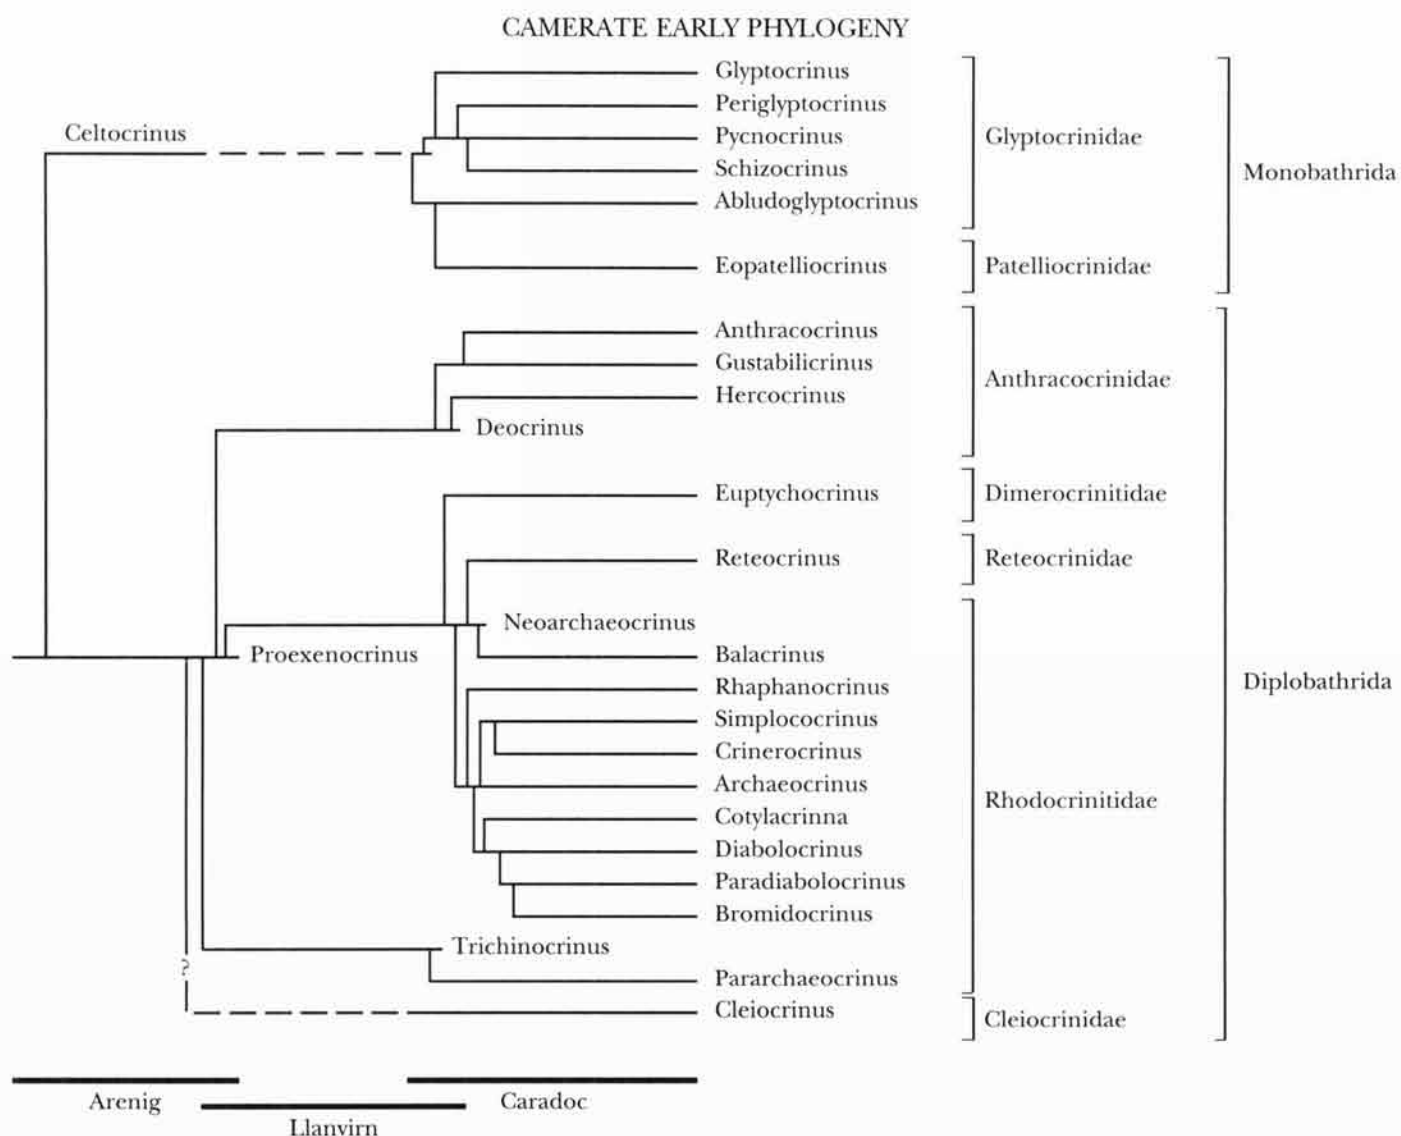 CAMERATE EARLY PHYLOGENY
Celtocrinus
Glyptocrinus
Periglyptocrinus
Pycnocrinus
Schizocrinus
Abludoglyptocrinus
Eopatelliocrinus
Anthracocrinus
Gustabilicrinus
Hercocrinus
Deocrinus
Euptychocrinus
Reteocrinus
Neoarchaeocrinus
Proexenocrinus
Balacrinus
Rhaphanocrinus
Simplococrinus
Crinerocrinus
Archaeocrinus
Cotylacrinna
Diabolocrinus
Paradiabolocrinus
Bromidocrinus
Trichinocrinus
?
Pararchaeocrinus
Cleiocrinus
Glyptocrinidae
Patelliocrinidae
Anthracocrinidae
Dimerocrinitidae
Reteocrinidae
Rhodocrinitidae
Cleiocrinidae
Monobathrida
Diplobathrida
Arenig
Llanvirn
Caradoc